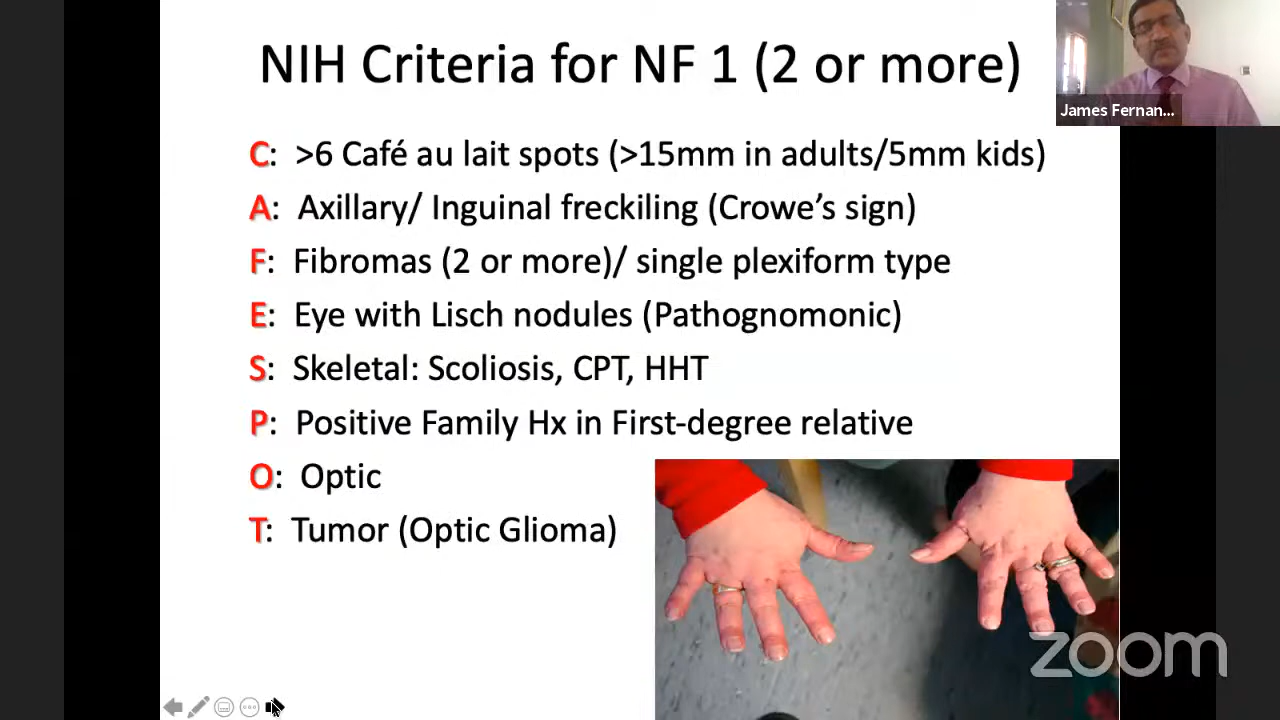 NIH Criteria for NF 1 (2 or more)
James Fernan...
C: >6 Café au lait spots (>15mm in adults/5mm kids)
A: Axillary/ Inguinal freckiling (Crowe's sign)
F: Fibromas (2 or more)/ single plexiform type
E: Eye with Lisch nodules (Pathognomonic)
S: Skeletal: Scoliosis, CPT, HHT
P: Positive Family Hx in First-degree relative
O: Optic
T: Tumor (Optic Glioma)
zoom